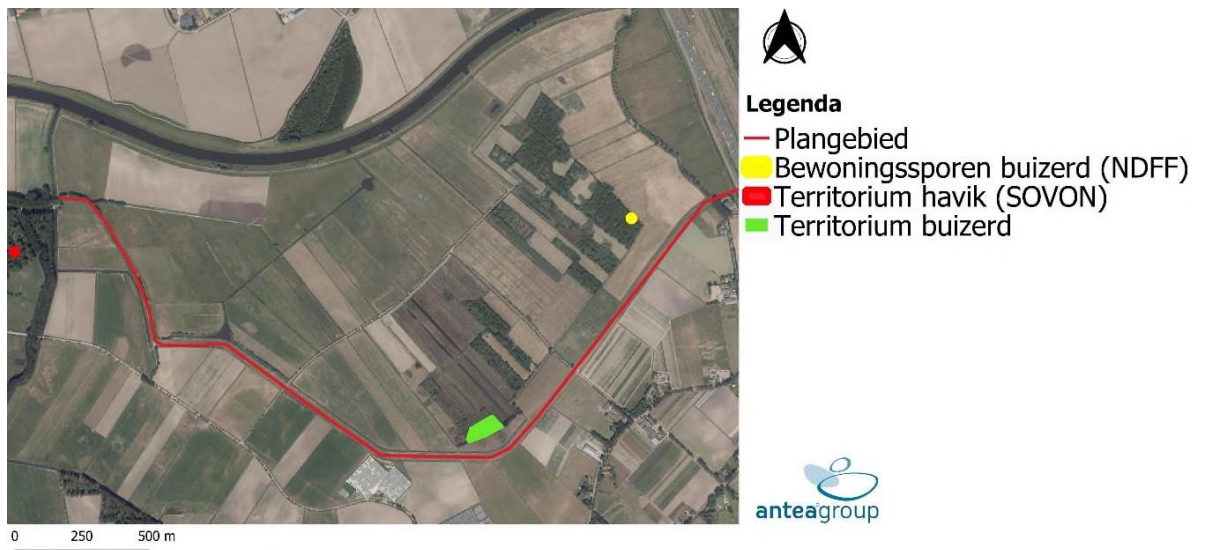 Legenda
Plangebied
Bewoningssporen buizerd (NDFF)
Territorium havik (SOVON)
Territorium buizerd
anteagroup
0 250 500 m